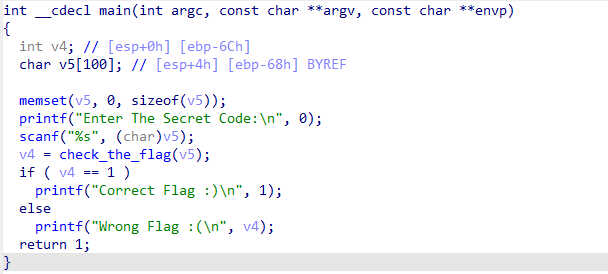 int __cdecl main(int argc, const char **argv, const char **envp)
{
int v4; // [esp+0h] [ebp-6Ch]
char v5[100]; // [esp+4h] [ebp-68h] BYREF
memset(v5, 0, sizeof(v5));
printf("Enter The Secret Code:\n", 0);
scanf("%s", (char)v5);
v4 = check_the_flag(v5);
if ( v4 == 1 )
printf("Correct Flag :)\n", 1);
else
printf("Wrong Flag :(\n", v4);
return 1;
}